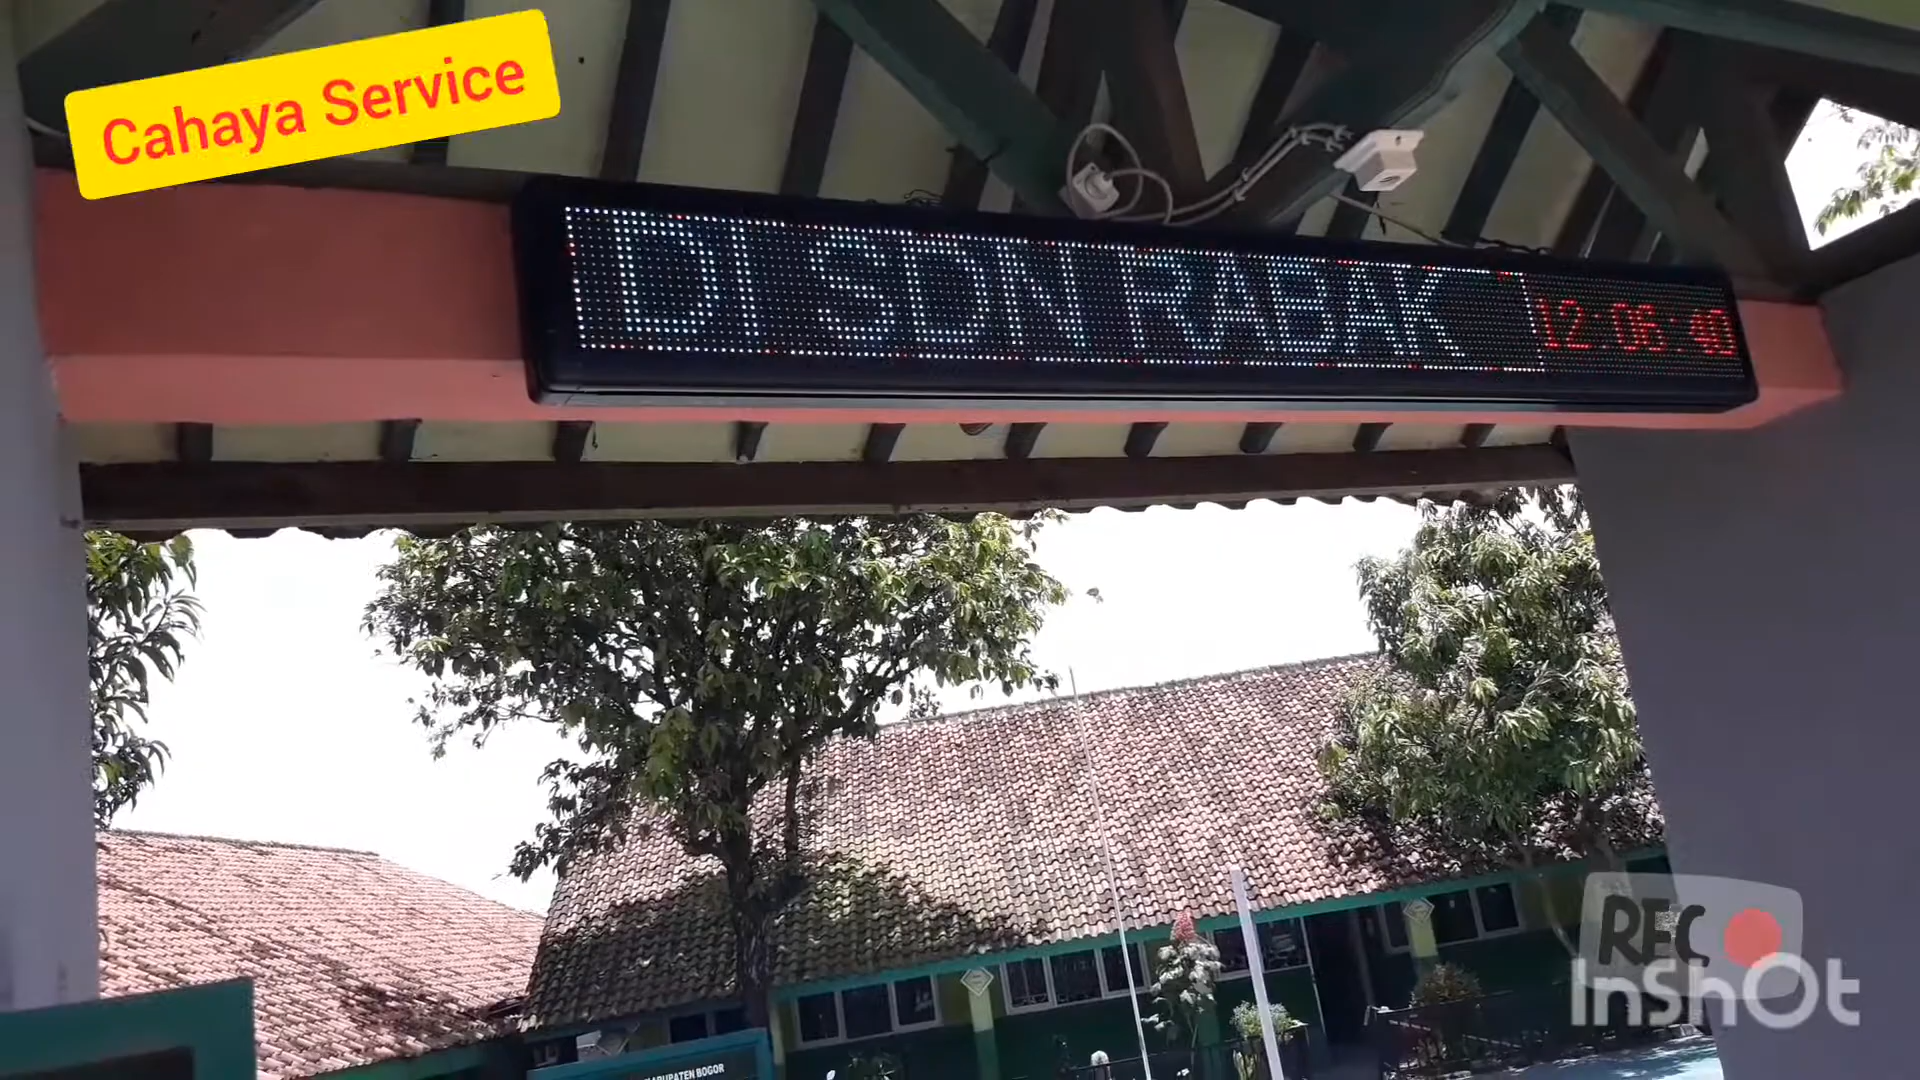 Cahaya Service
DI SDN RABAK
12:06:40
KABUPATEN BOGOR
REC
InShOt